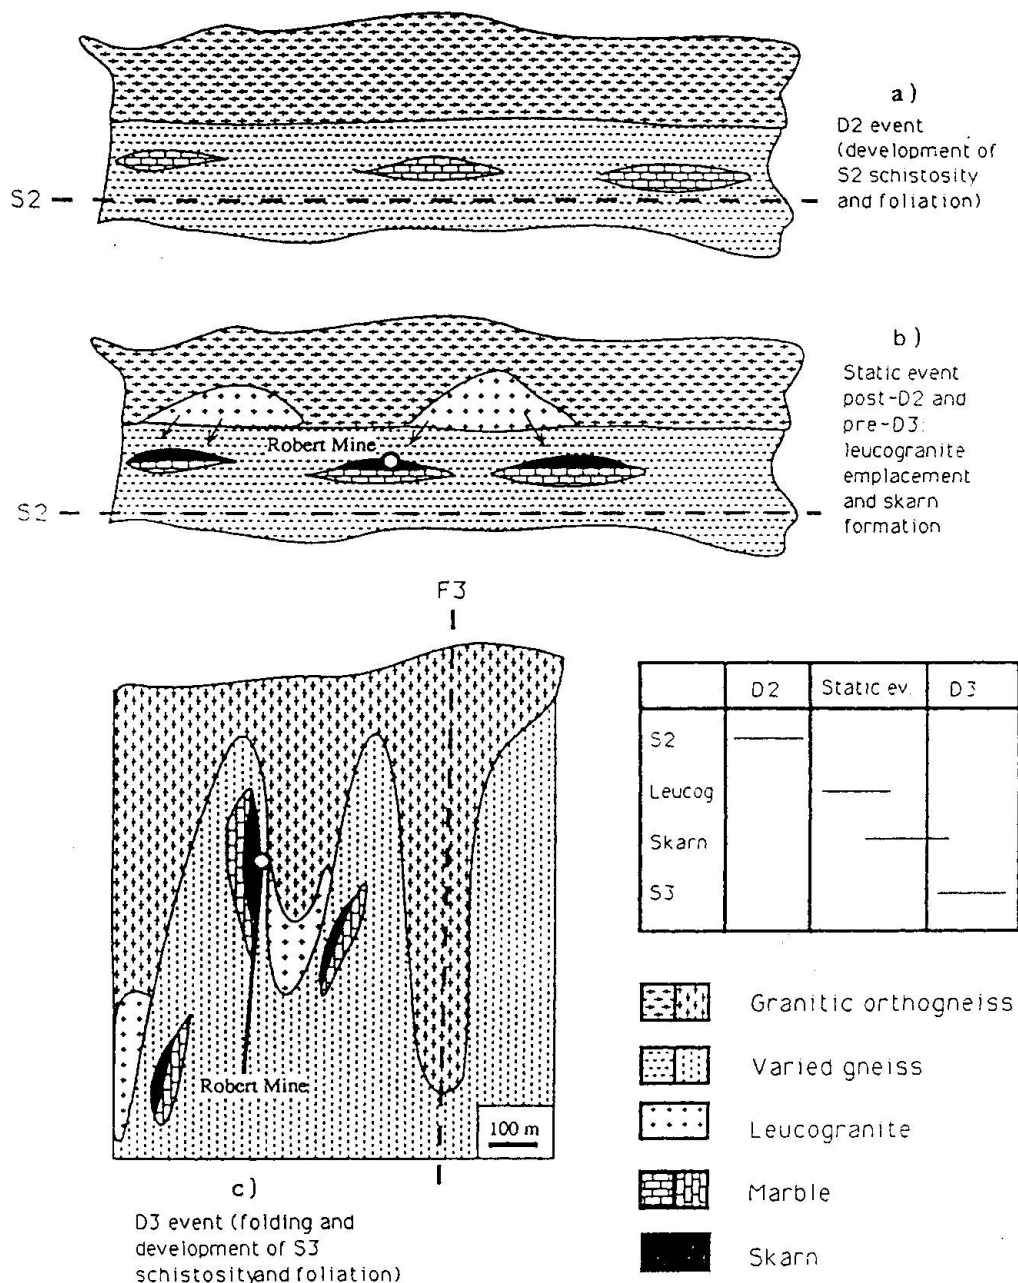 a)
D2 event
(development of
S2 schistosity
and foliation)
S2
b)
Static event
post-D2 and
pre-D3:
leucogranite
emplacement
and skarn
formation
Robert Mine
S2
F3
Robert Mine
100 m
c)
D3 event (folding and
development of S3
schistosity and foliation)
D2 Static ev. D3
S2
Leucog
Skarn
S3
Granitic orthogneiss
Varied gneiss
Leucogranite
Marble
Skarn